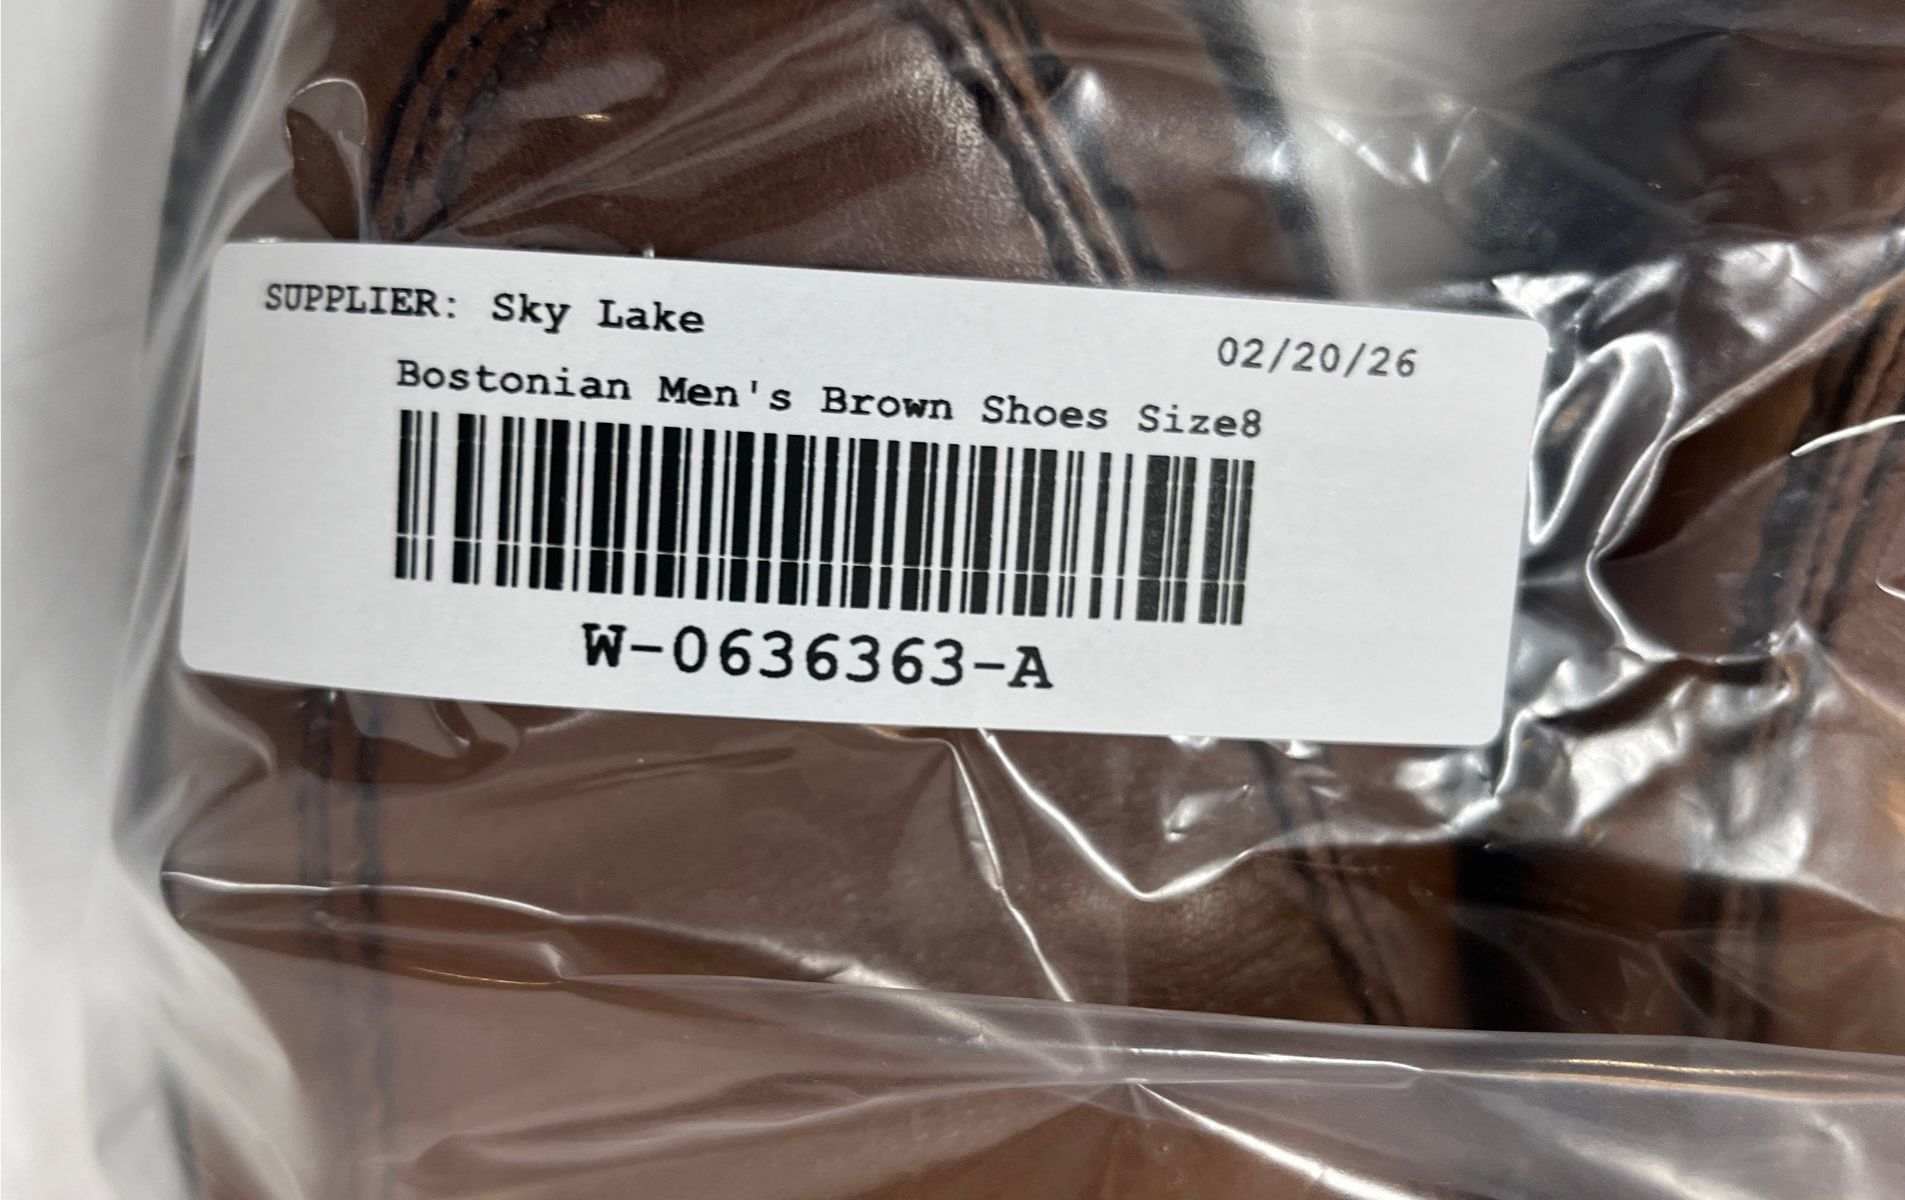 SUPPLIER: Sky Lake
02/20/26
Bostonian Men's Brown Shoes Size8
W-0636363-A